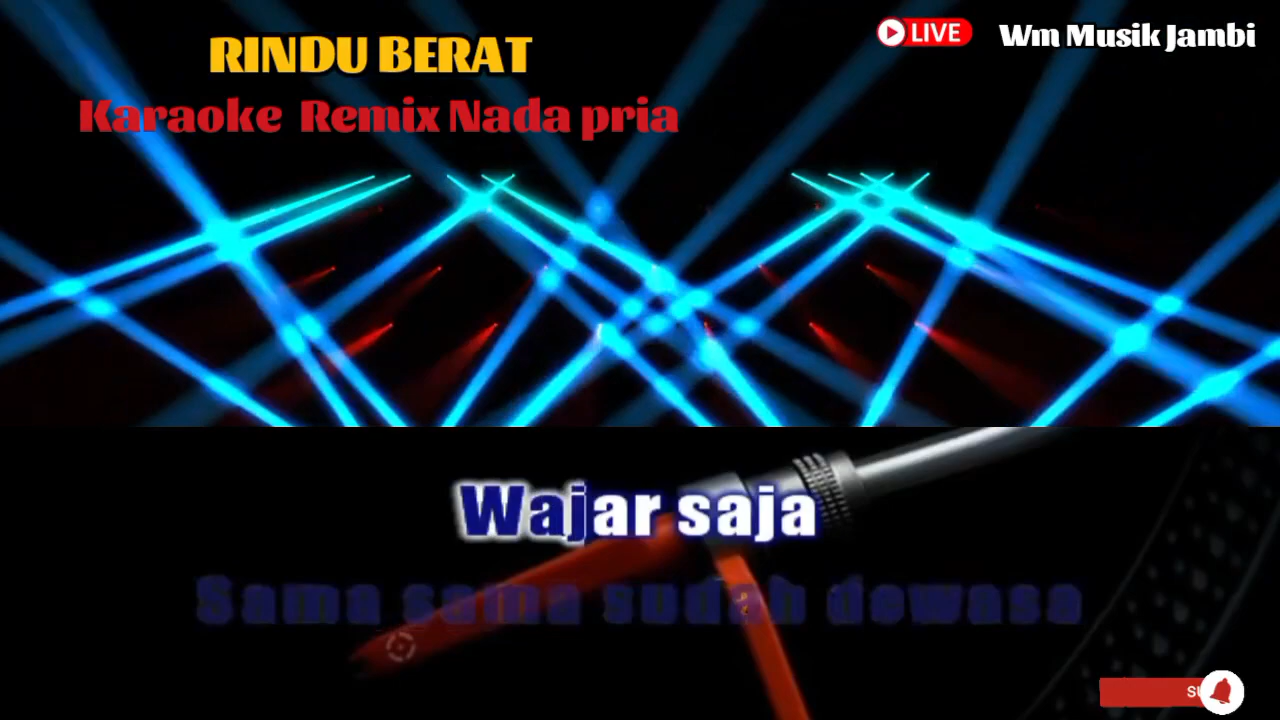 RINDU BERAT
LIVE
Wm Musik Jambi
Karaoke Remix Nada pria
Wajar saja
Sama sama sudah dewasa